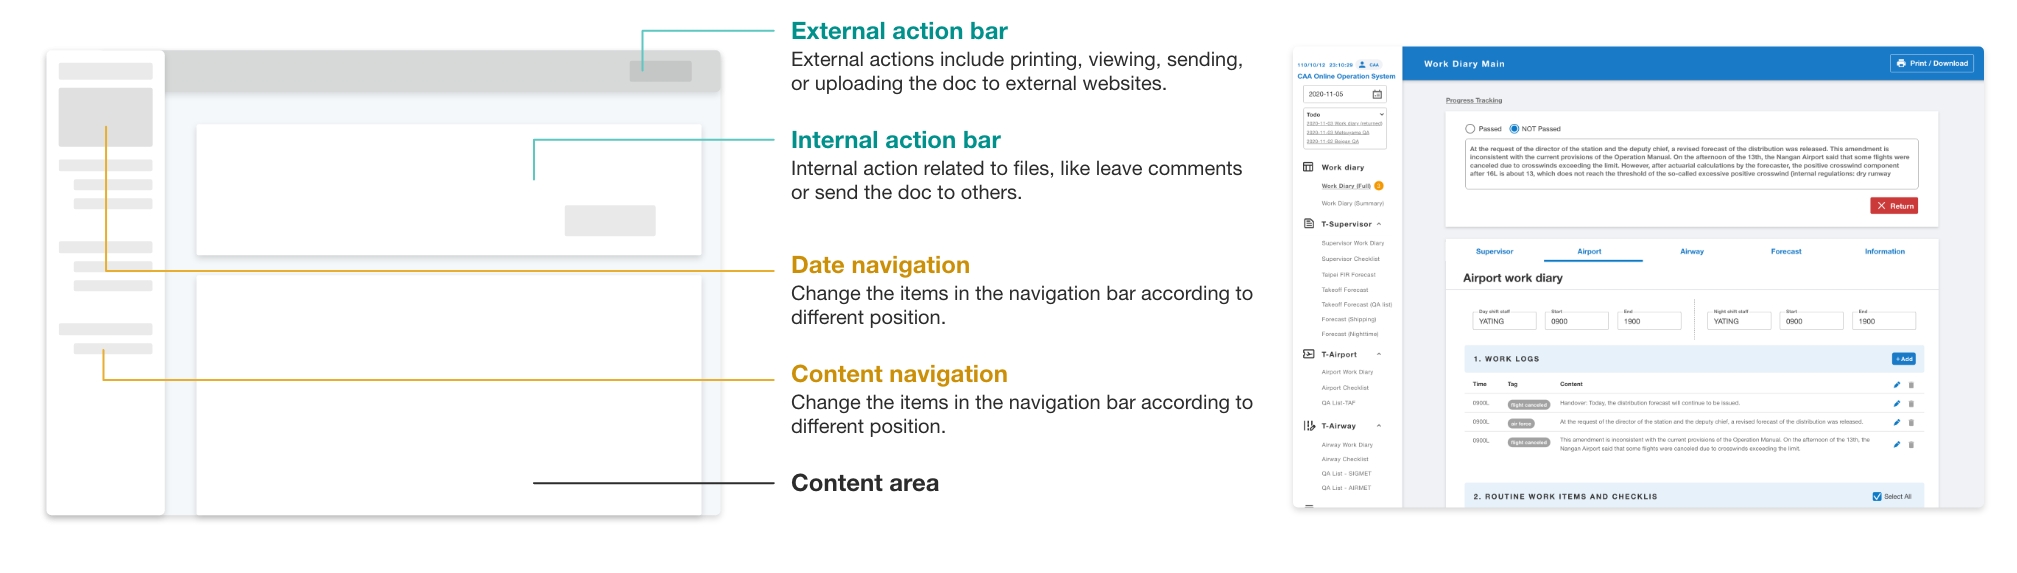 External action bar
External actions include printing, viewing, sending,
or uploading the doc to external websites.
Internal action bar
Internal action related to files, like leave comments
or send the doc to others.
Date navigation
Change the items in the navigation bar according to
different position.
Content navigation
Change the items in the navigation bar according to
different position.
Content area
110/10/13 23:10:29 CAA
CAA Online Operation System
2020-11-05
Todo
2020-11-03 Work diary (returned)
2020-11-03 Matsuyama QA
Work diary
Work Diary (Full)
Work Diary (Summary)
T-Supervisor
Supervisor Work Diary
Supervisor Checklist
Taipei FIR Forecast
Takeoff Forecast
Takeoff Forecast (QA list)
Forecast (Shipping)
Forecast (Nighttime)
T-Airport
Airport Work Diary
Airport Checklist
QA List-TAF
T-Airway
Airway Work Diary
Airway Checklist
QA List - SIGMET
QA List - AIRMET
Work Diary Main
Print / Download
Progress Tracking
Passed NOT Passed
At the request of the director of the station and the deputy chief, a revised forecast of the distribution was released. This amendment is
inconsistent with the current provisions of the Operation Manual. On the afternoon of the 13th, the Nangan Airport said that some flights were
canceled due to crosswinds exceeding the limit. However, after actuarial calculations by the forecaster, the positive crosswind component
after 16L is about 13, which does not reach the threshold of the so-called excessive positive crosswind (internal regulations: dry runway
Return
Supervisor Airport Airway Forecast Information
Airport work diary
Day shift staff Start End Night shift staff Start End
YATING 0900 1900 YATING 0900 1900
1. WORK LOGS
+ Add
Time Tag Content
0900L flight canceled Handover: Today, the distribution forecast will continue to be issued.
0900L air force At the request of the director of the station and the deputy chief, a revised forecast of the distribution was released.
0900L flight canceled This amendment is inconsistent with the current provisions of the Operation Manual. On the afternoon of the 13th, the
Nangan Airport said that some flights were canceled due to crosswinds exceeding the limit.
2. ROUTINE WORK ITEMS AND CHECKLIS
Select All